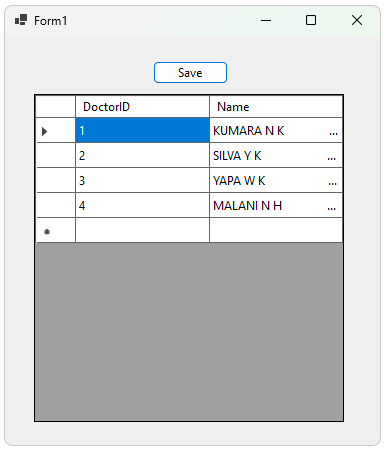 Form1
Save
DoctorID Name
1 KUMARA N K ...
2 SILVA Y K ...
3 YAPA W K ...
4 MALANI N H ...